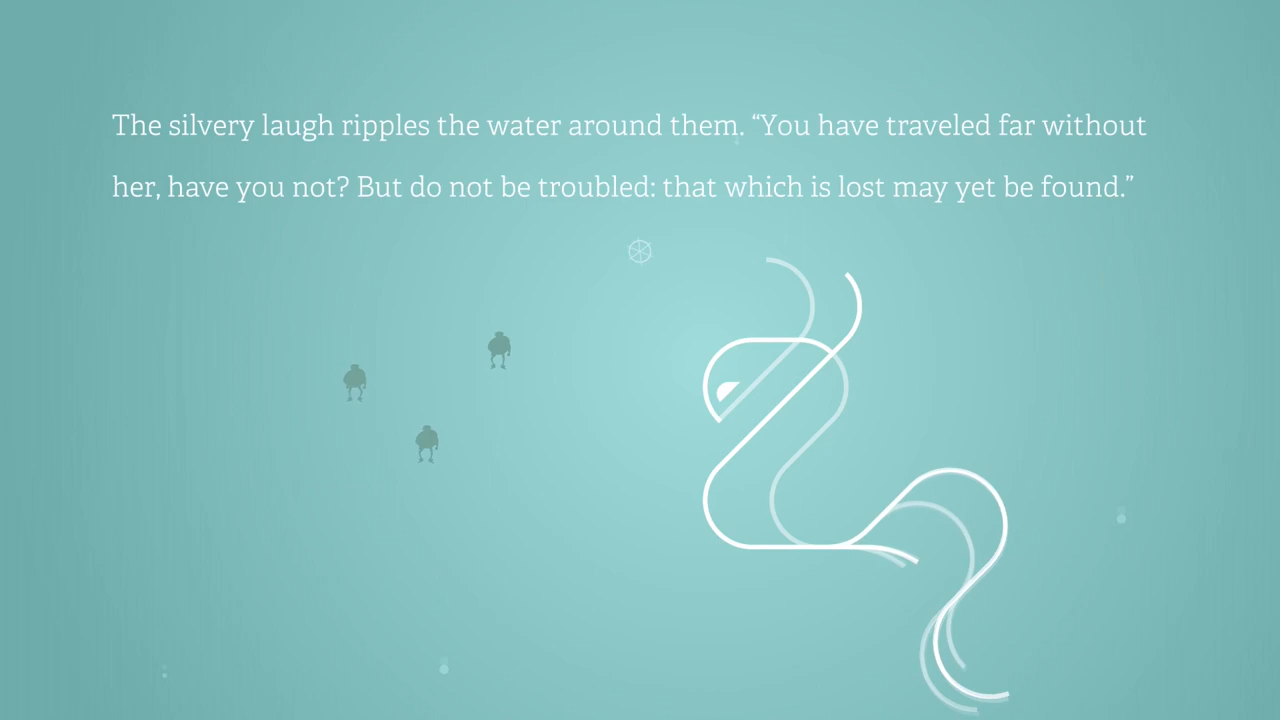 The silvery laugh ripples the water around them. “You have traveled far without
her, have you not? But do not be troubled: that which is lost may yet be found.”